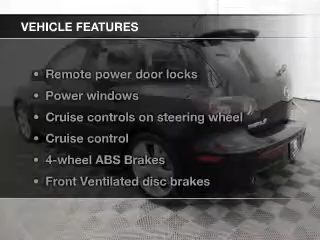 VEHICLE FEATURES
• Remote power door locks
• Power windows
• Cruise controls on steering wheel
• Cruise control
• 4-wheel ABS Brakes
• Front Ventilated disc brakes